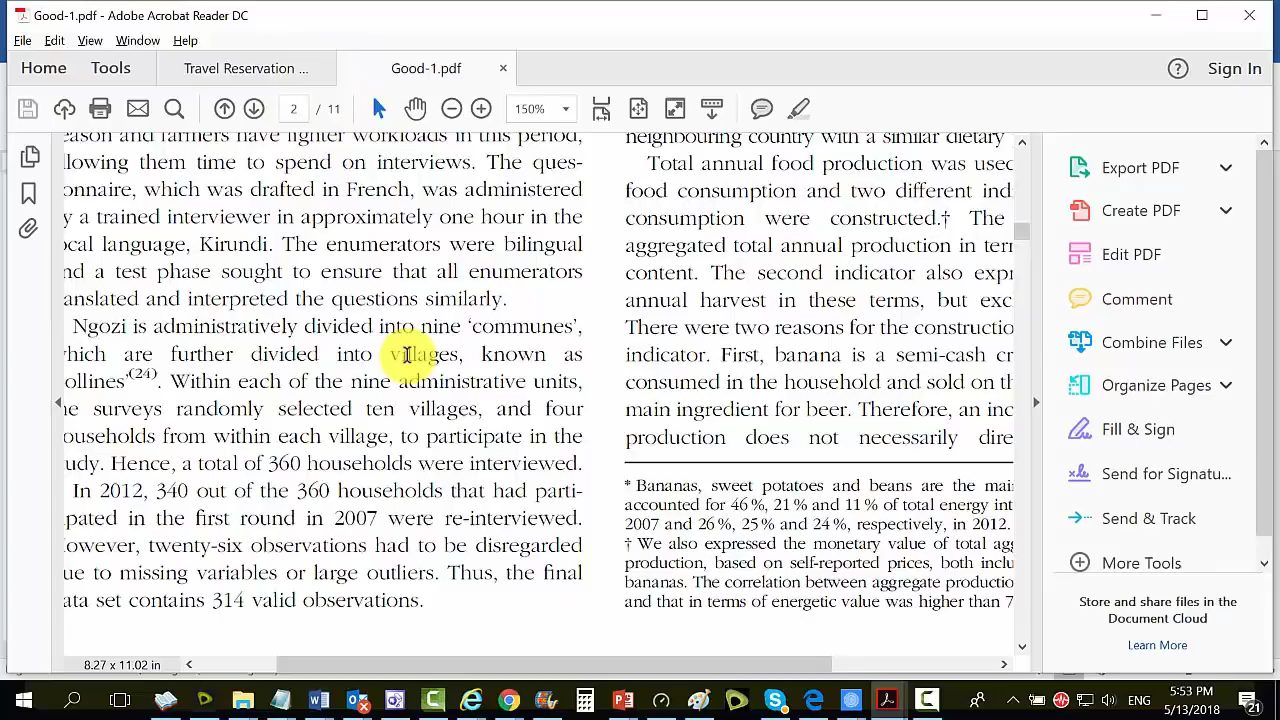 Good-1.pdf - Adobe Acrobat Reader DC
File Edit View Window Help
Home Tools Travel Reservation ... Good-1.pdf × ? Sign In
2 / 11 150%
eason and farmers have lighter workloads in this period,
llowing them time to spend on interviews. The ques-
onnaire, which was drafted in French, was administered
y a trained interviewer in approximately one hour in the
ocal language, Kirundi. The enumerators were bilingual
nd a test phase sought to ensure that all enumerators
anslated and interpreted the questions similarly.
Ngozi is administratively divided into nine ‘communes’,
which are further divided into villages, known as
ollines’(24). Within each of the nine administrative units,
he surveys randomly selected ten villages, and four
ouseholds from within each village, to participate in the
tudy. Hence, a total of 360 households were interviewed.
In 2012, 340 out of the 360 households that had parti-
ipated in the first round in 2007 were re-interviewed.
owever, twenty-six observations had to be disregarded
ue to missing variables or large outliers. Thus, the final
ata set contains 314 valid observations.
neighbouring country with a similar dietary
Total annual food production was used
food consumption and two different ind
consumption were constructed.† The
aggregated total annual production in terr
content. The second indicator also expr
annual harvest in these terms, but exc
There were two reasons for the constructio
indicator. First, banana is a semi-cash cr
consumed in the household and sold on th
main ingredient for beer. Therefore, an inc
production does not necessarily dire
* Bananas, sweet potatoes and beans are the mai
accounted for 46 %, 21 % and 11 % of total energy int
2007 and 26 %, 25 % and 24 %, respectively, in 2012.
† We also expressed the monetary value of total agg
production, based on self-reported prices, both inclu
bananas. The correlation between aggregate productio
and that in terms of energetic value was higher than 7
8.27 x 11.02 in
Export PDF
Create PDF
Edit PDF
Comment
Combine Files
Organize Pages
Fill & Sign
Send for Signatu...
Send & Track
More Tools
Store and share files in the
Document Cloud
Learn More
ENG
5:53 PM
5/13/2018
21